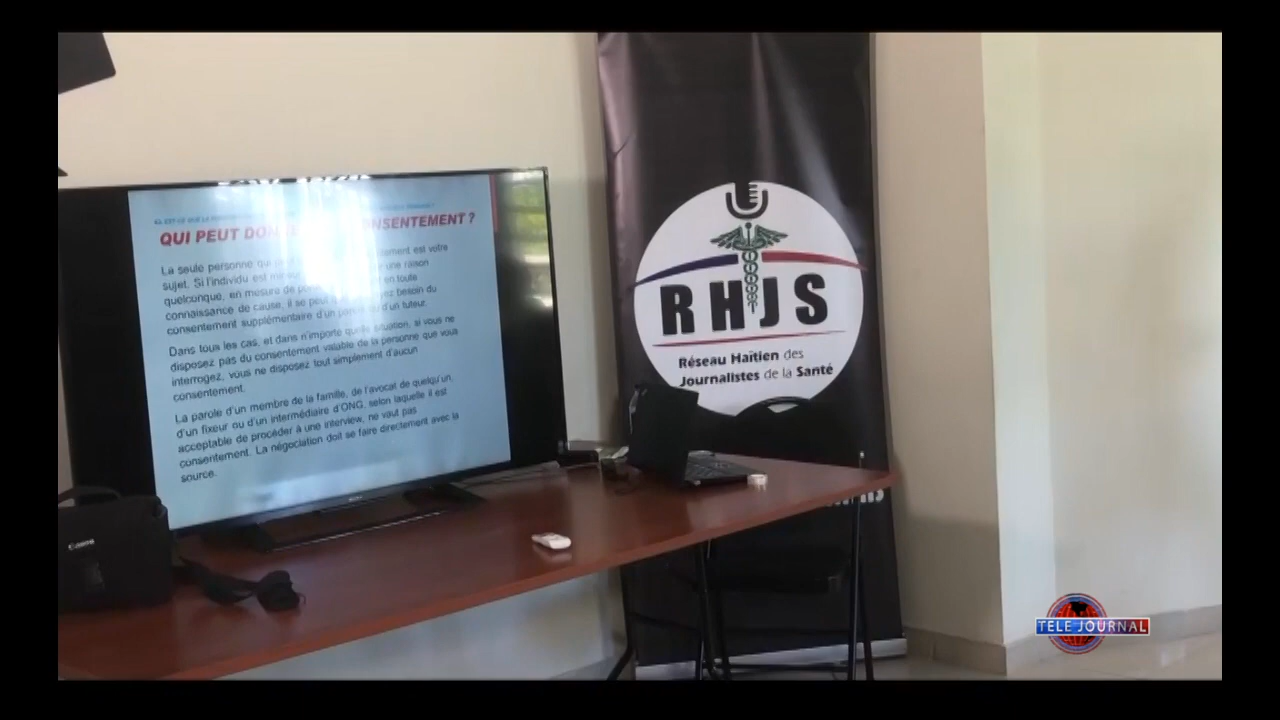 QUI PEUT DON CONSENTEMENT ?
La seule personne qui est votre
sujet. Si l'individu est une raison
quelconque, en mesure de en toute
connaissance de cause, il se peut besoin du
consentement supplémentaire d'un ou d'un tuteur.
Dans tous les cas, et dans n'importe quelle situation, si vous ne
disposez pas du consentement valable de la personne que vous
interrogez, vous ne disposez tout simplement d'aucun
consentement.
La parole d'un membre de la famille, de l'avocat de quelqu'un,
d'un fixeur ou d'un intermédiaire d'ONG, selon laquelle il est
acceptable de procéder à une interview, ne vaut pas
consentement. La négociation doit se faire directement avec la
source.
Canon
RHJS
Réseau Haïtien des
Journalistes de la Santé
TELE JOURNAL